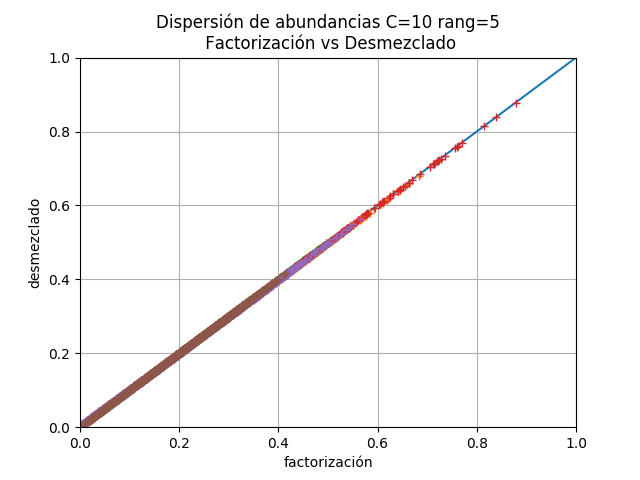 Dispersión de abundancias C=10 rang=5
Factorización vs Desmezclado
1.0
0.8
0.6
0.4
0.2
0.0
desmezclado
0.0 0.2 0.4 0.6 0.8 1.0
factorización